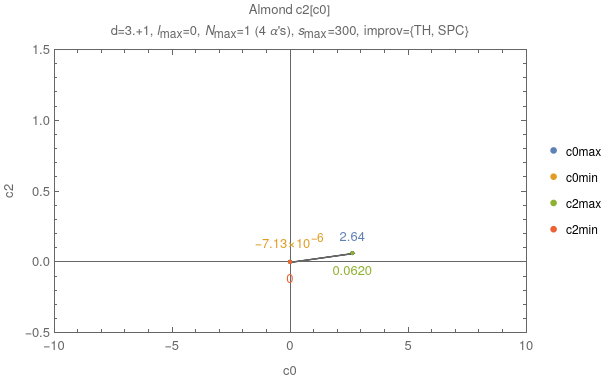 Almond c2[c0]
d=3.+1, lmax=0, Nmax=1 (4 α's), smax=300, improv={TH, SPC}
1.5
1.0
0.5
0.0
−0.5
c2
−7.13×10^−6
2.64
0
0.0620
−10
−5
0
5
10
c0
c0max
c0min
c2max
c2min